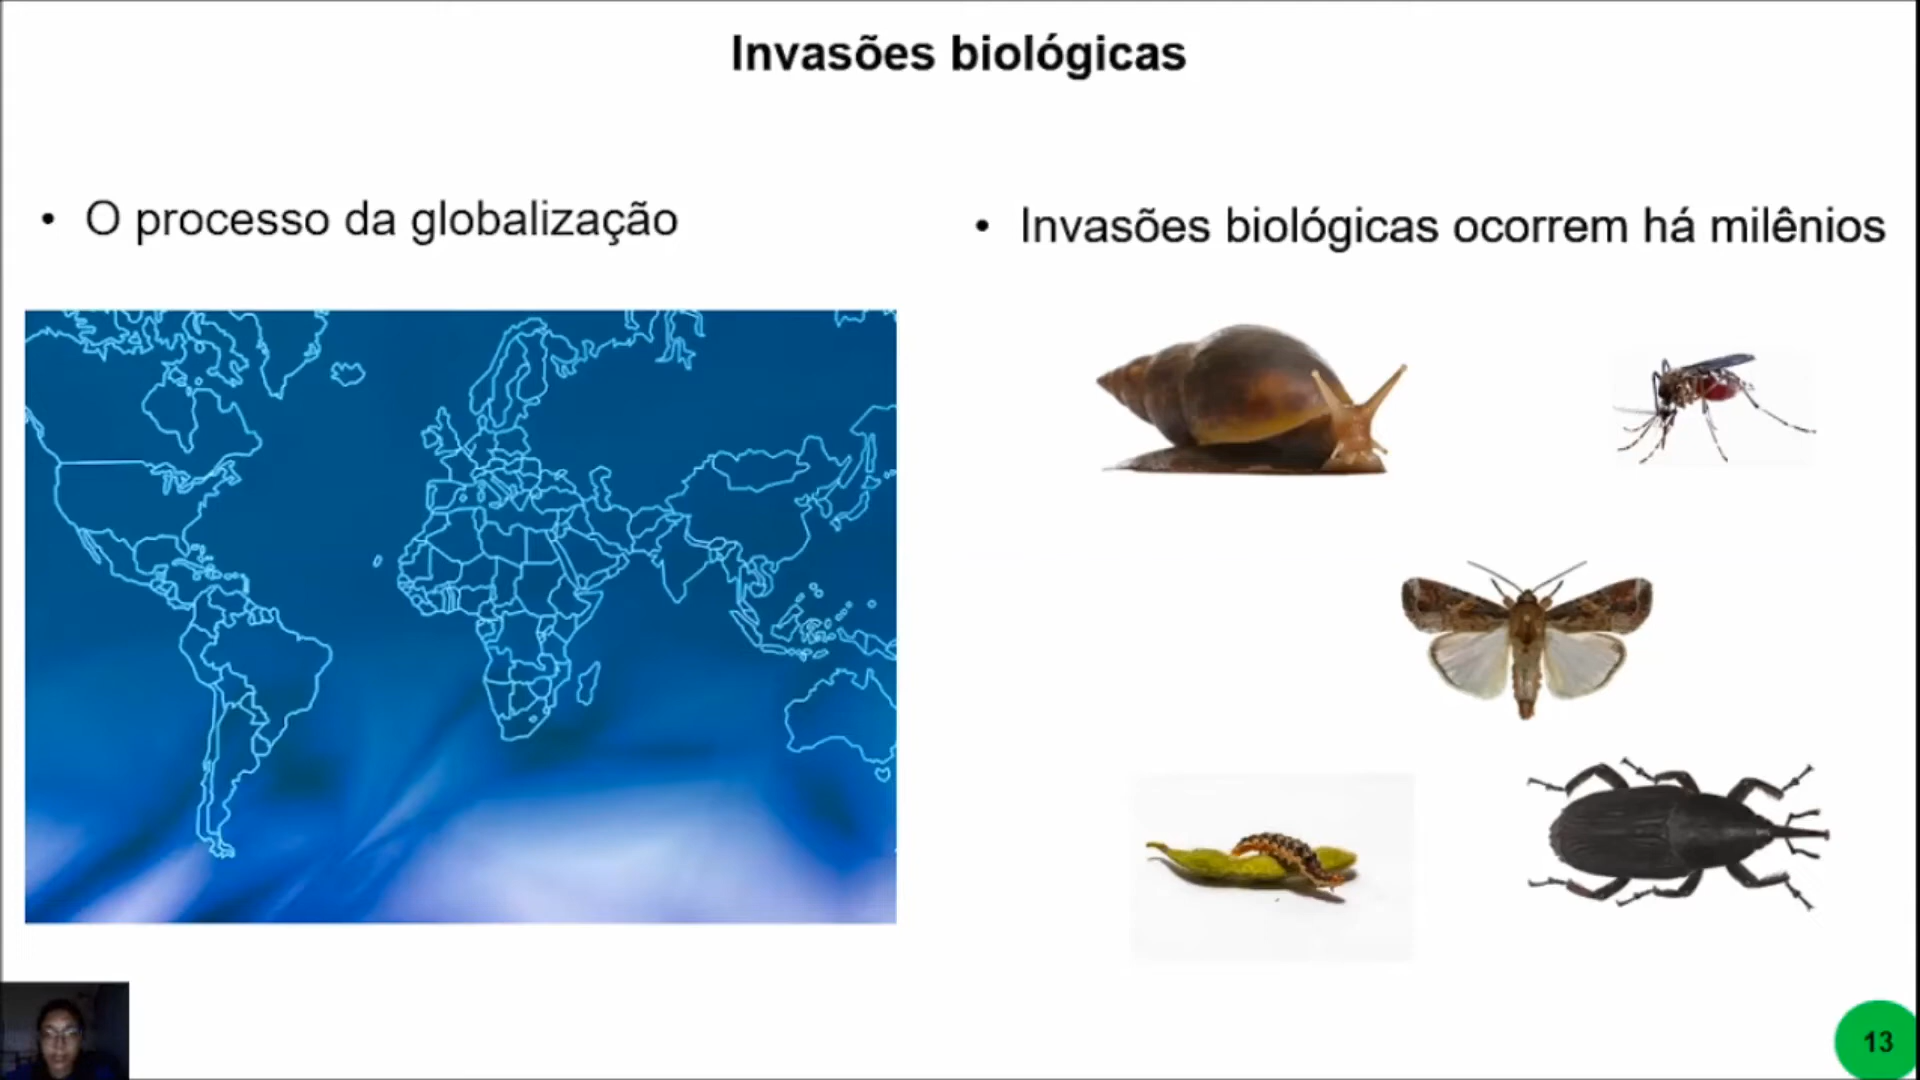 Invasões biológicas
• O processo da globalização
• Invasões biológicas ocorrem há milênios
13